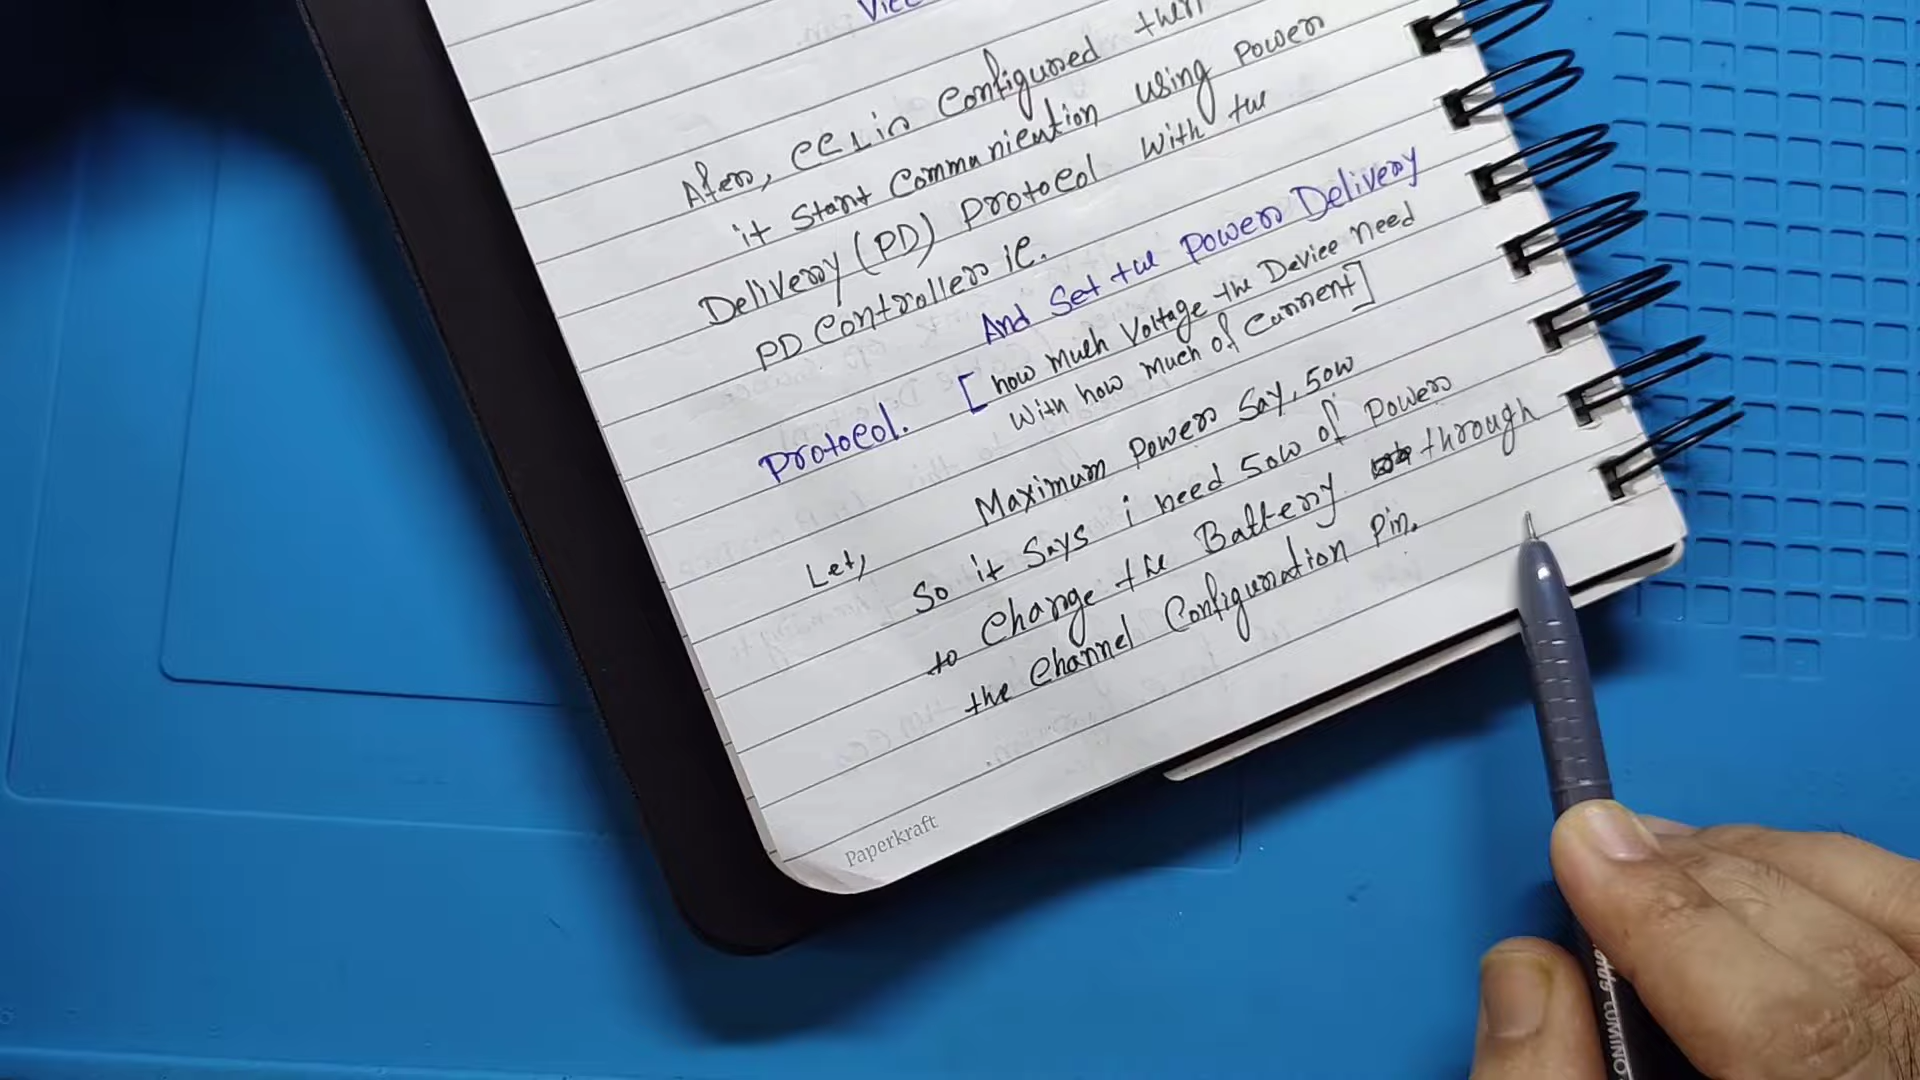 After, CC1 is Configured then
it Start Communication using Power
Delivery (PD) Protocol with the
PD Controller ic.
And Set the Power Delivery
Protocol. [how much Voltage the Device need
With how much of Current]
Let, Maximum Power Say, 50W
So it Says i need 50W of Power
to Charge the Battery through
the Channel Configuration Pin.
Paperkraft